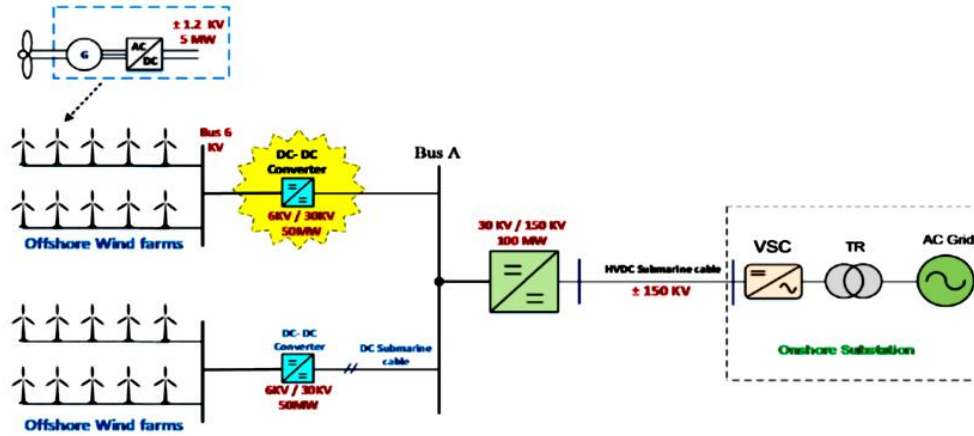 ± 1.2 KV
5 MW
G
AC
DC
Bus 6
KV
DC- DC
Converter
6KV / 30KV
50MW
Offshore Wind farms
Bus A
30 KV / 150 KV
100 MW
HVDC Submarine cable
± 150 KV
VSC
TR
AC Grid
Onshore Substation
DC- DC
Converter
6KV / 30KV
50MW
DC Submarine
cable
Offshore Wind farms